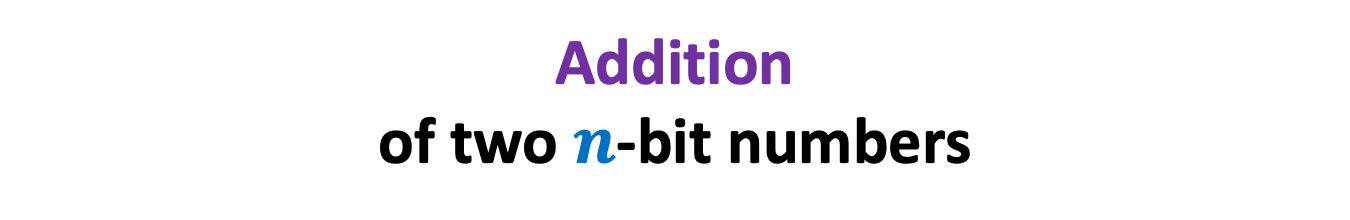 Addition
of two n-bit numbers